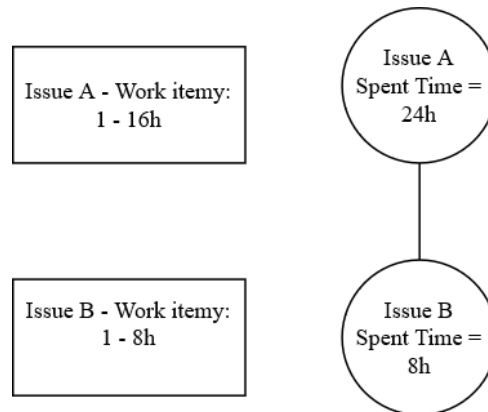 Issue A - Work itemy:
1 - 16h
Issue A
Spent Time =
24h
Issue B - Work itemy:
1 - 8h
Issue B
Spent Time =
8h